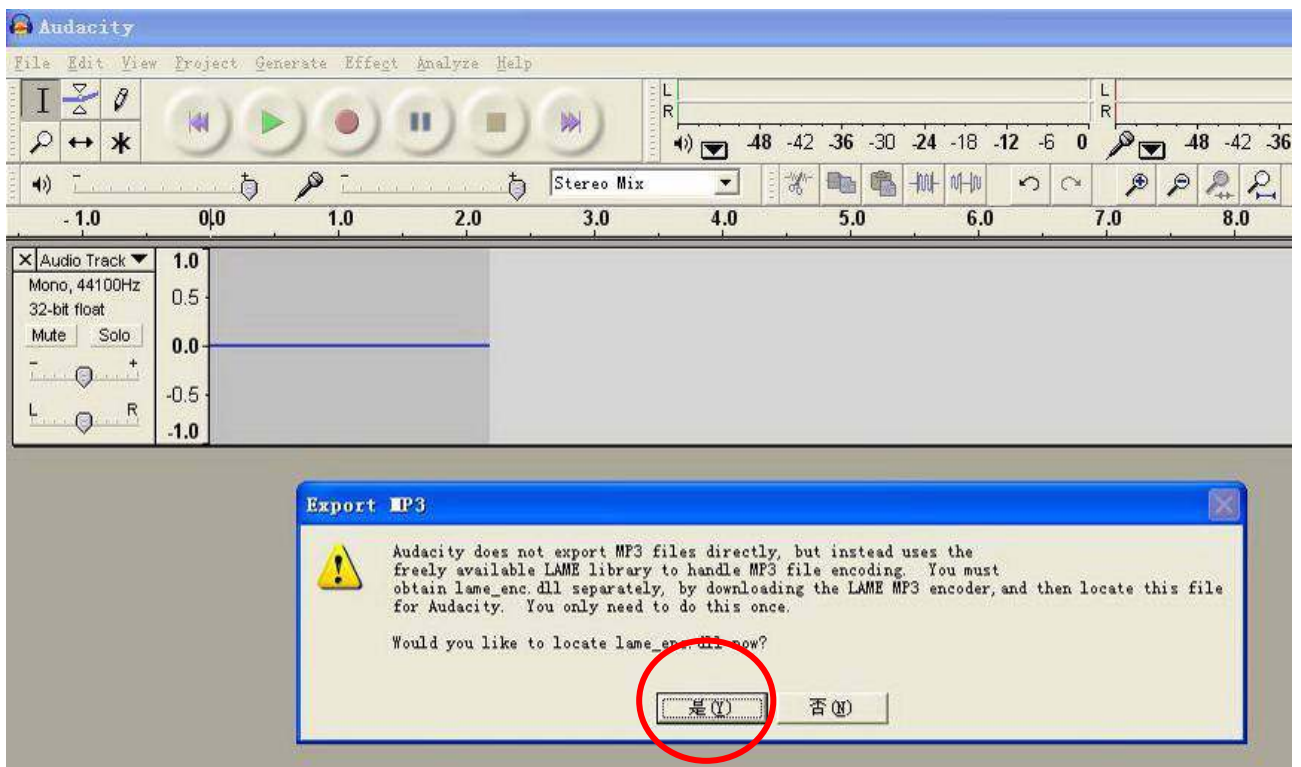 Audacity
File Edit View Project Generate Effect Analyze Help
L
R
-48 -42 -36 -30 -24 -18 -12 -6 0
L
R
-48 -42 -36
Stereo Mix
- 1.0 0.0 1.0 2.0 3.0 4.0 5.0 6.0 7.0 8.0
Audio Track
Mono, 44100Hz
32-bit float
Mute Solo
- +
L R
1.0
0.5
0.0
-0.5
-1.0
Export MP3
Audacity does not export MP3 files directly, but instead uses the
freely available LAME library to handle MP3 file encoding. You must
obtain lame_enc.dll separately, by downloading the LAME MP3 encoder, and then locate this file
for Audacity. You only need to do this once.
Would you like to locate lame_enc.dll now?
是(Y) 否(N)